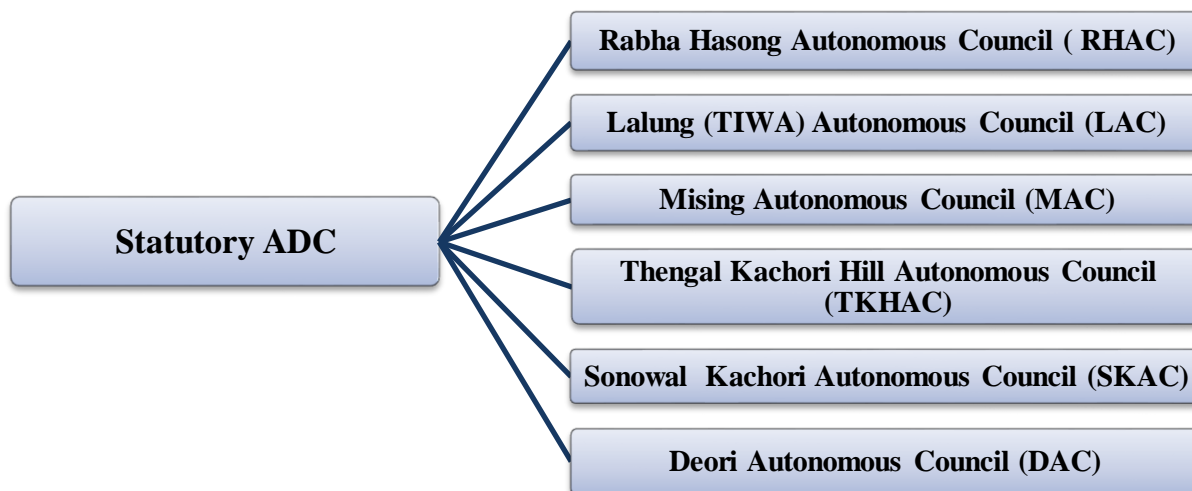 Rabha Hasong Autonomous Council ( RHAC)
Lalung (TIWA) Autonomous Council (LAC)
Mising Autonomous Council (MAC)
Statutory ADC
Thengal Kachori Hill Autonomous Council
(TKHAC)
Sonowal Kachori Autonomous Council (SKAC)
Deori Autonomous Council (DAC)